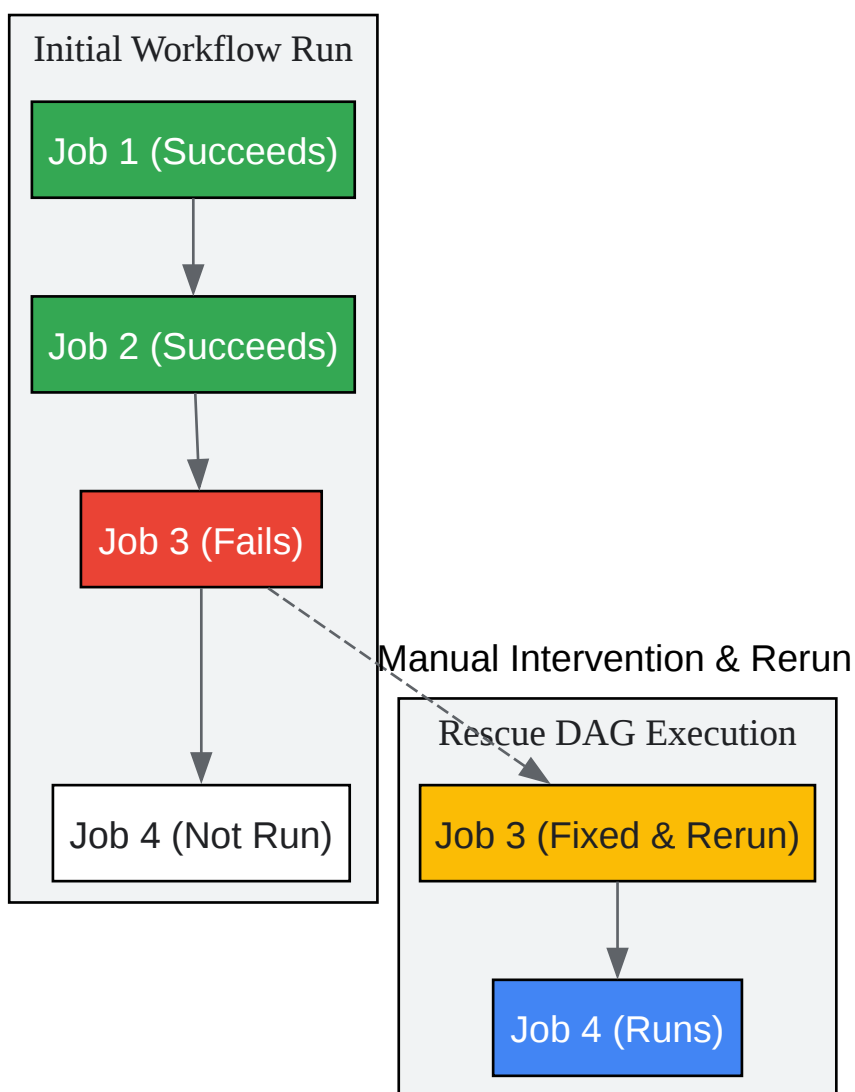 Initial Workflow Run
Job 1 (Succeeds)
Job 2 (Succeeds)
Job 3 (Fails)
Manual Intervention & Rerun
Rescue DAG Execution
Job 4 (Not Run)
Job 3 (Fixed & Rerun)
Job 4 (Runs)